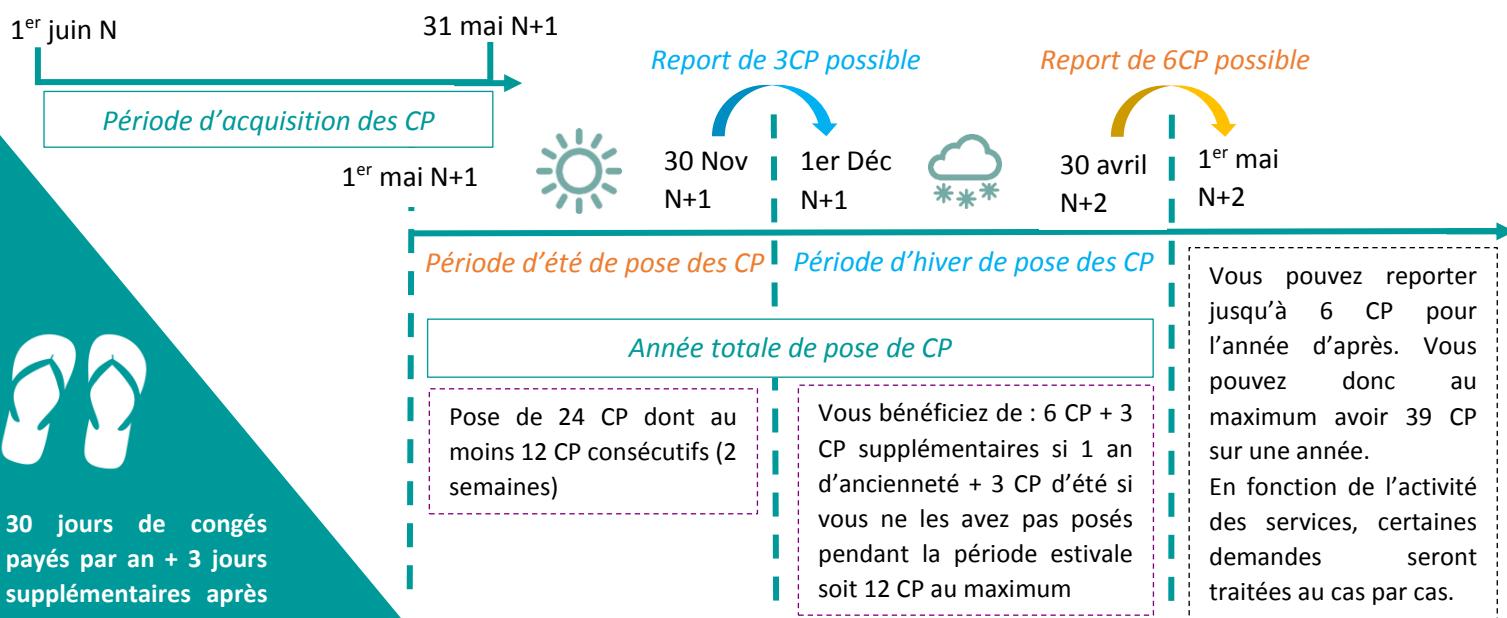 1er juin N
31 mai N+1
Report de 3CP possible
Report de 6CP possible
Période d'acquisition des CP
1er mai N+1
30 Nov
N+1
1er Déc
N+1
30 avril
N+2
1er mai
N+2
Période d'été de pose des CP
Période d'hiver de pose des CP
Année totale de pose de CP
Pose de 24 CP dont au
moins 12 CP consécutifs (2
semaines)
Vous bénéficiez de : 6 CP + 3
CP supplémentaires si 1 an
d'ancienneté + 3 CP d'été si
vous ne les avez pas posés
pendant la période estivale
soit 12 CP au maximum
Vous pouvez reporter
jusqu'à 6 CP pour
l'année d'après. Vous
pouvez donc au
maximum avoir 39 CP
sur une année.
En fonction de l'activité
des services, certaines
demandes seront
traitées au cas par cas.
30 jours de congés
payés par an + 3 jours
supplémentaires après